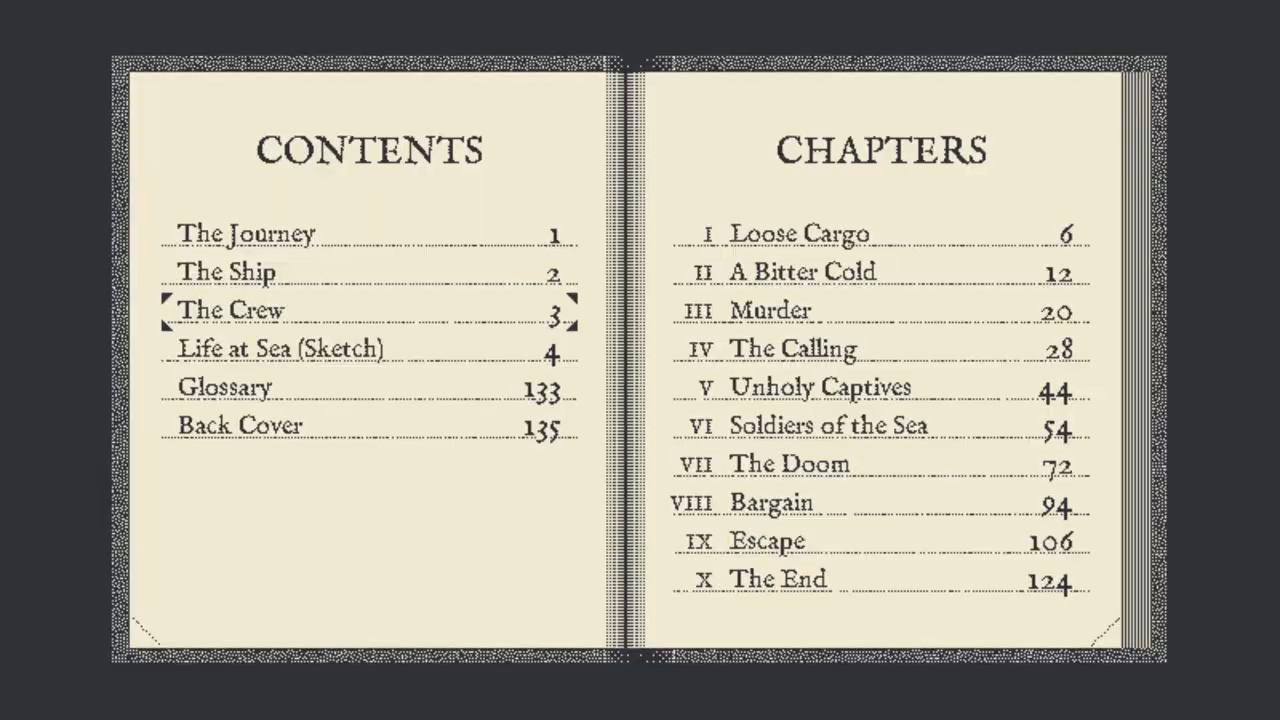 CONTENTS
The Journey 1
The Ship 2
The Crew 3
Life at Sea (Sketch) 4
Glossary 133
Back Cover 135
CHAPTERS
I Loose Cargo 6
II A Bitter Cold 12
III Murder 20
IV The Calling 28
V Unholy Captives 44
VI Soldiers of the Sea 54
VII The Doom 72
VIII Bargain 94
IX Escape 106
X The End 124